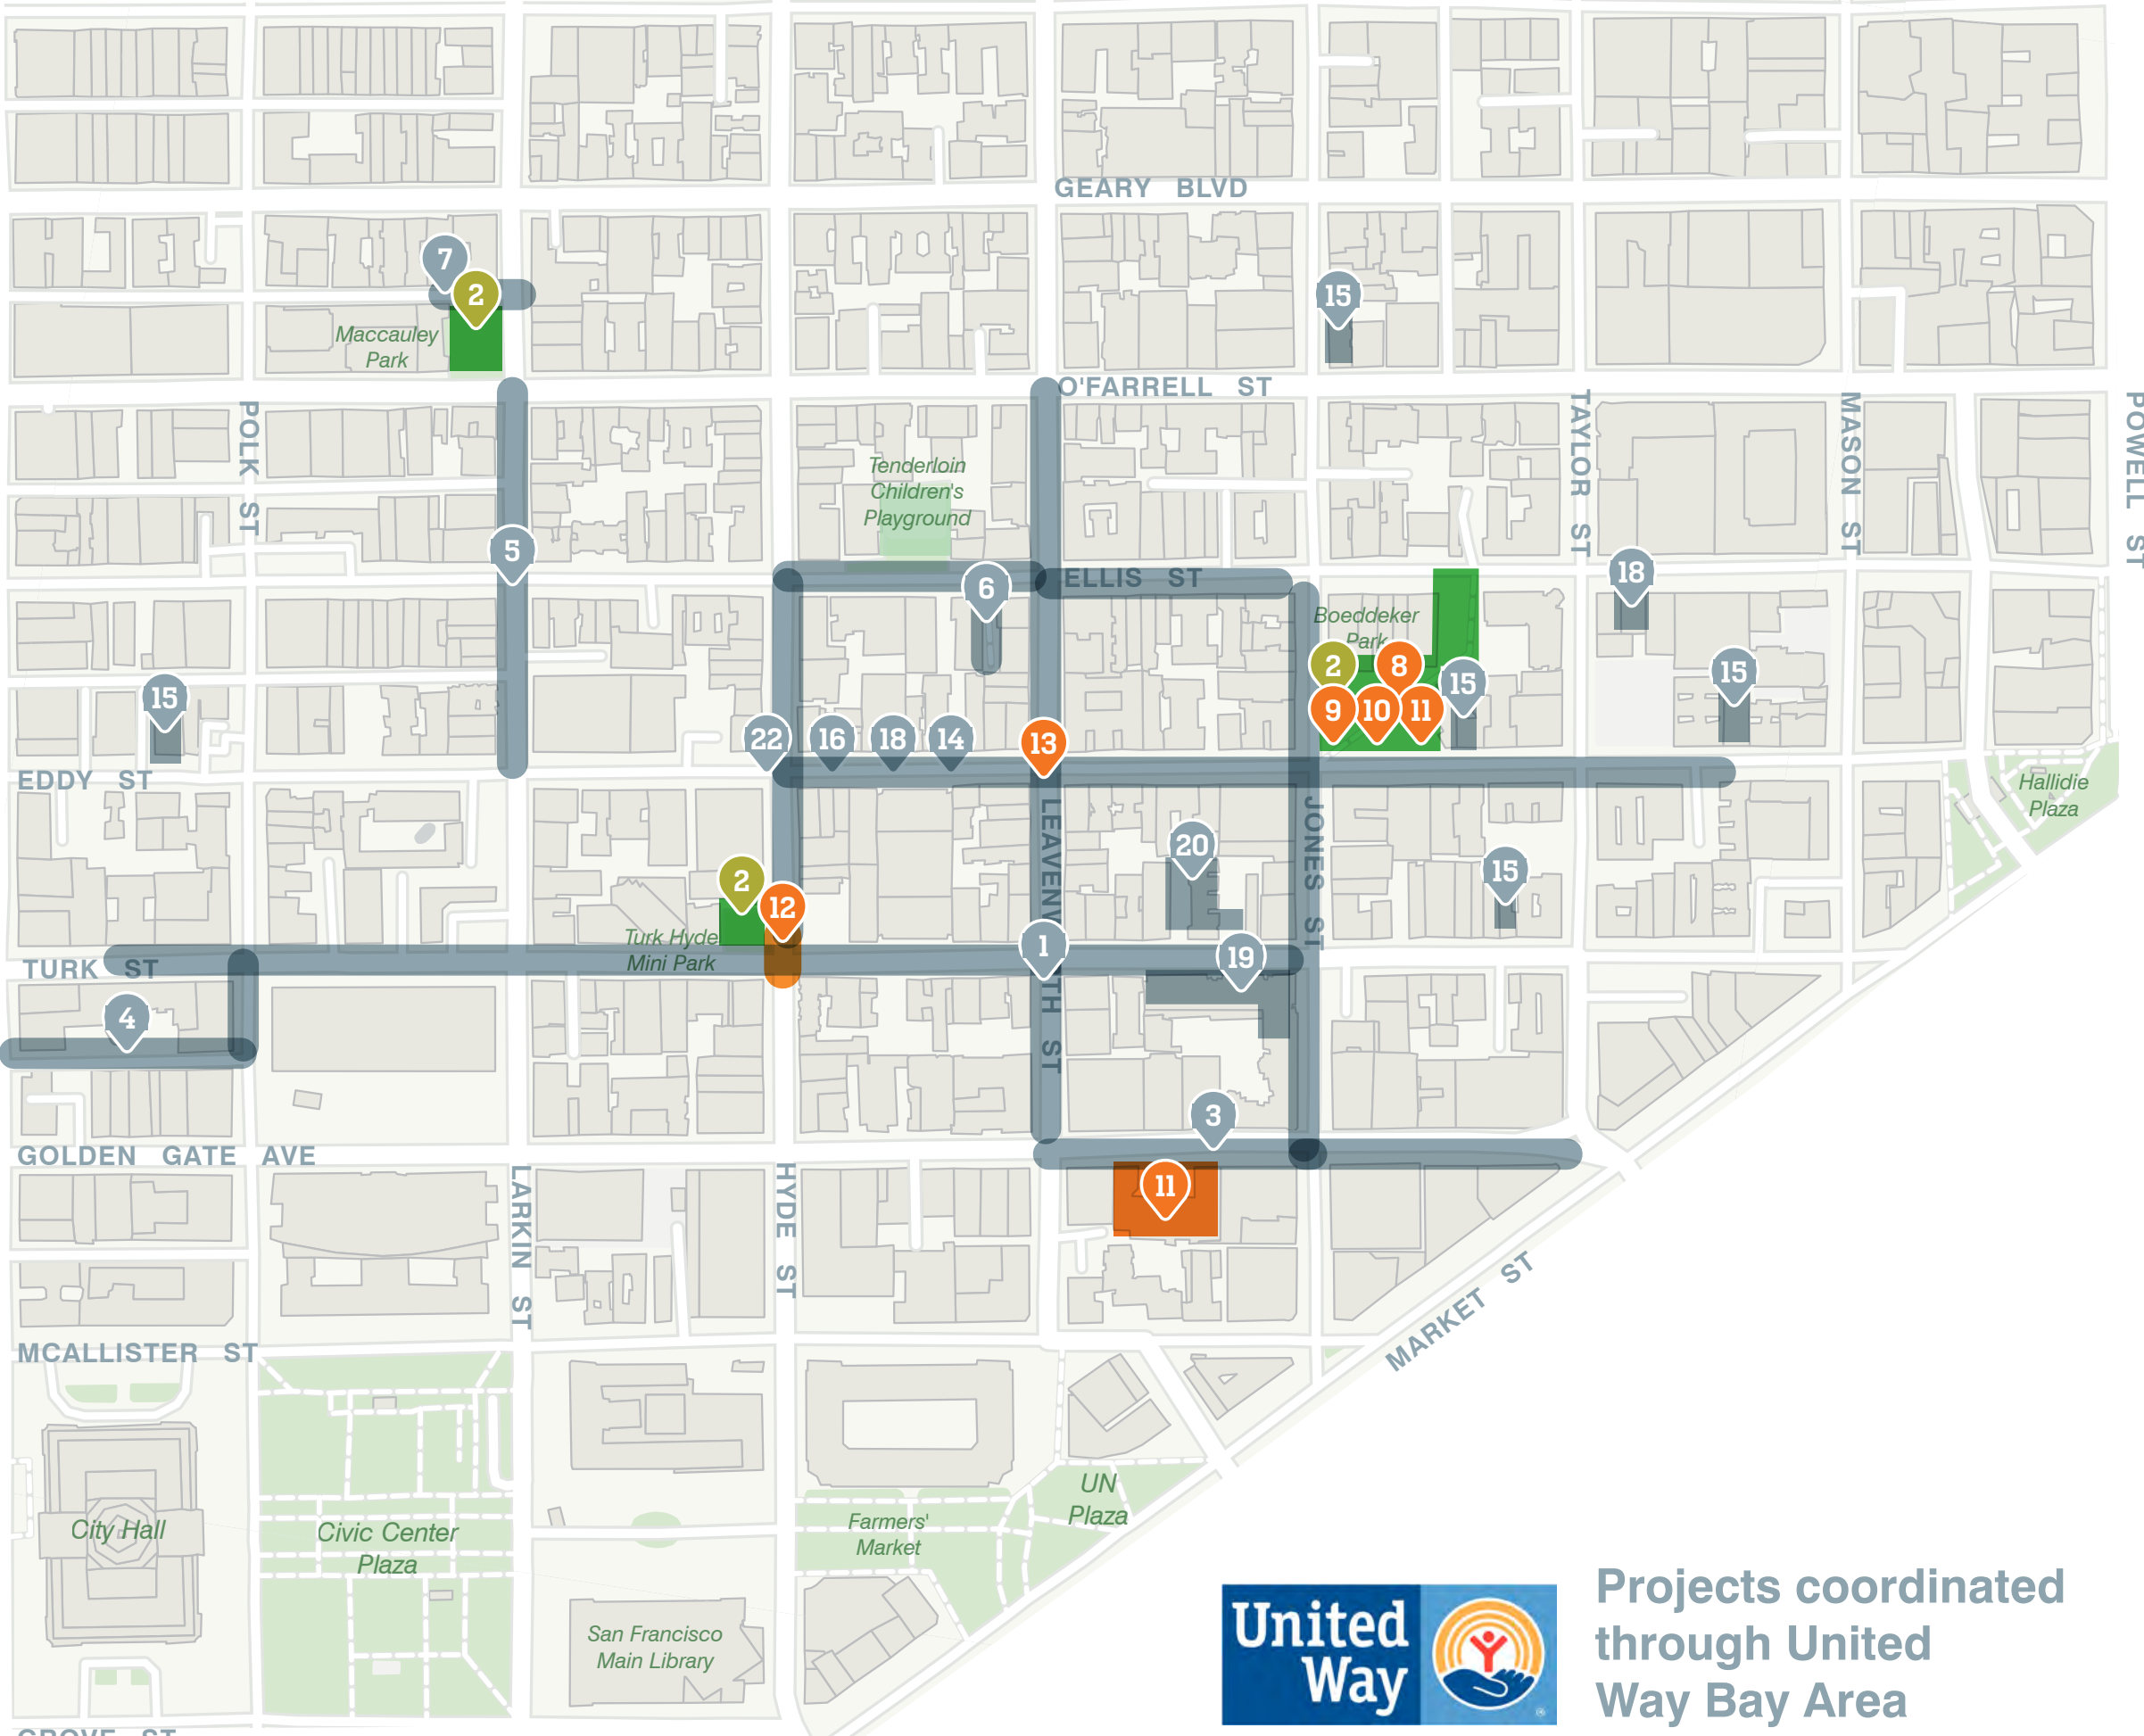 GEARY BLVD
7
2
15
Maccauley
Park
O'FARRELL ST
POLK ST
TAYLOR ST
MASON ST
POWELL ST
Tenderloin
Children's
Playground
5
6
ELLIS ST
18
Boeddeker
Park
2
8
15
15
15
9
10
11
22
16
18
14
13
EDDY ST
Hallidie
Plaza
LEAVENWORTH ST
JONES ST
20
15
2
12
Turk Hyde
Mini Park
1
19
TURK ST
4
3
GOLDEN GATE AVE
LARKIN ST
HYDE ST
11
MARKET ST
MCALLISTER ST
City Hall
Civic Center
Plaza
UN
Plaza
Farmers'
Market
San Francisco
Main Library
United
Way
®
Projects coordinated
through United
Way Bay Area
GROVE ST